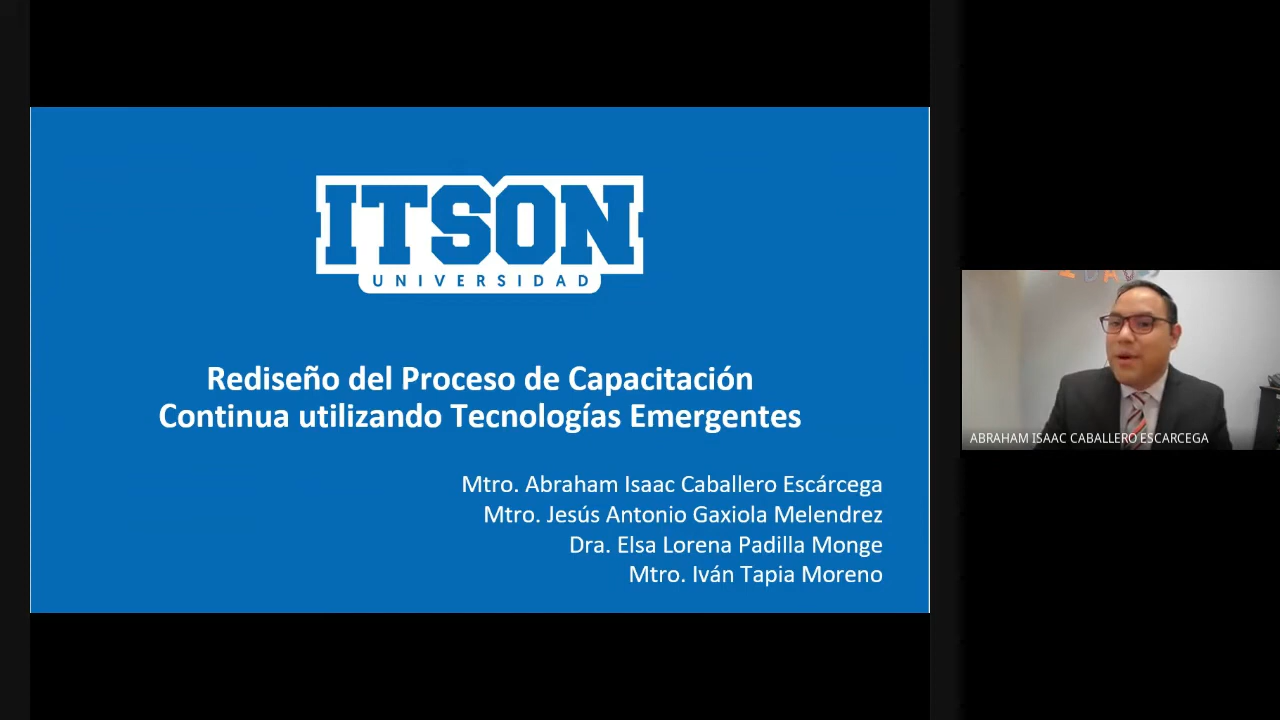 ITSON
UNIVERSIDAD
Rediseño del Proceso de Capacitación
Continua utilizando Tecnologías Emergentes
Mtro. Abraham Isaac Caballero Escárcega
Mtro. Jesús Antonio Gaxiola Melendrez
Dra. Elsa Lorena Padilla Monge
Mtro. Iván Tapia Moreno
ABRAHAM ISAAC CABALLERO ESCARCEGA